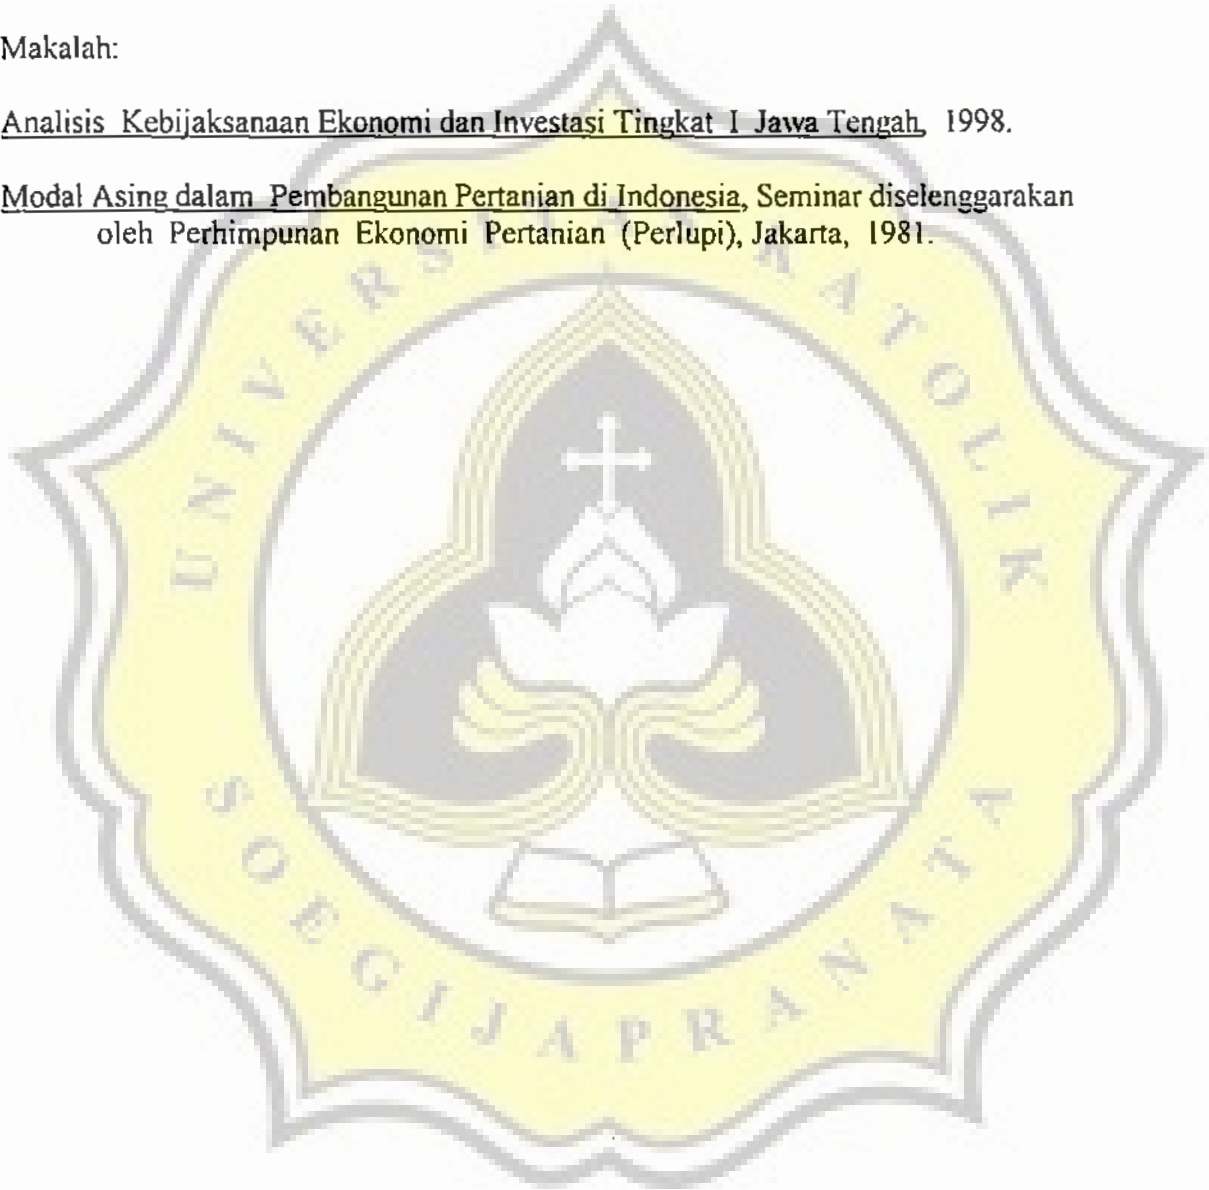 Makalah:
Analisis Kebijaksanaan Ekonomi dan Investasi Tingkat I Jawa Tengah, 1998.
Modal Asing dalam Pembangunan Pertanian di Indonesia, Seminar diselenggarakan
oleh Perhimpunan Ekonomi Pertanian (Perlupi), Jakarta, 1981.
UNIVERSITAS KATOLIK
SOEGIJAPRANATA